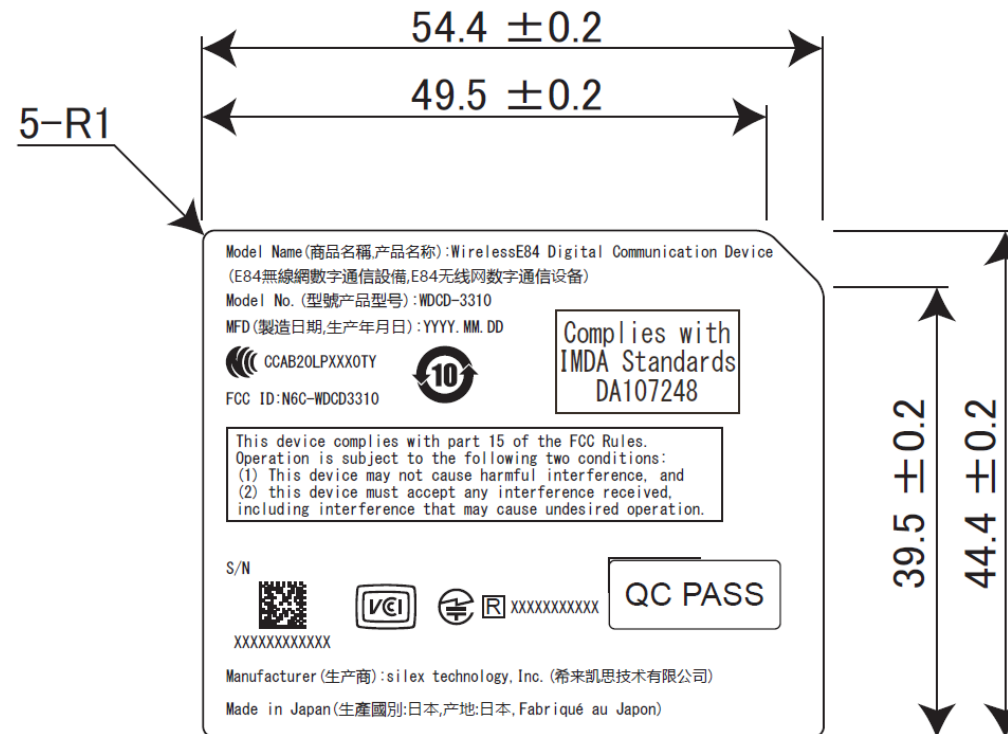 54.4 ±0.2
49.5 ±0.2
5-R1
Model Name(商品名稱,产品名称):WirelessE84 Digital Communication Device
(E84無線網數字通信設備,E84无线网数字通信设备)
Model No. (型號产品型号):WDCD-3310
MFD(製造日期,生产年月日):YYYY. MM. DD
Complies with
IMDA Standards
DA107248
CCAB20LPXXX0TY
10
FCC ID:N6C-WDCD3310
39.5 ±0.2
44.4 ±0.2
This device complies with part 15 of the FCC Rules.
Operation is subject to the following two conditions:
(1) This device may not cause harmful interference, and
(2) this device must accept any interference received,
including interference that may cause undesired operation.
S/N
VCI
R XXXXXXXXXXX
QC PASS
XXXXXXXXXXXX
Manufacturer(生产商):silex technology, Inc. (希来凯思技术有限公司)
Made in Japan(生產國別:日本,产地:日本, Fabriqué au Japon)